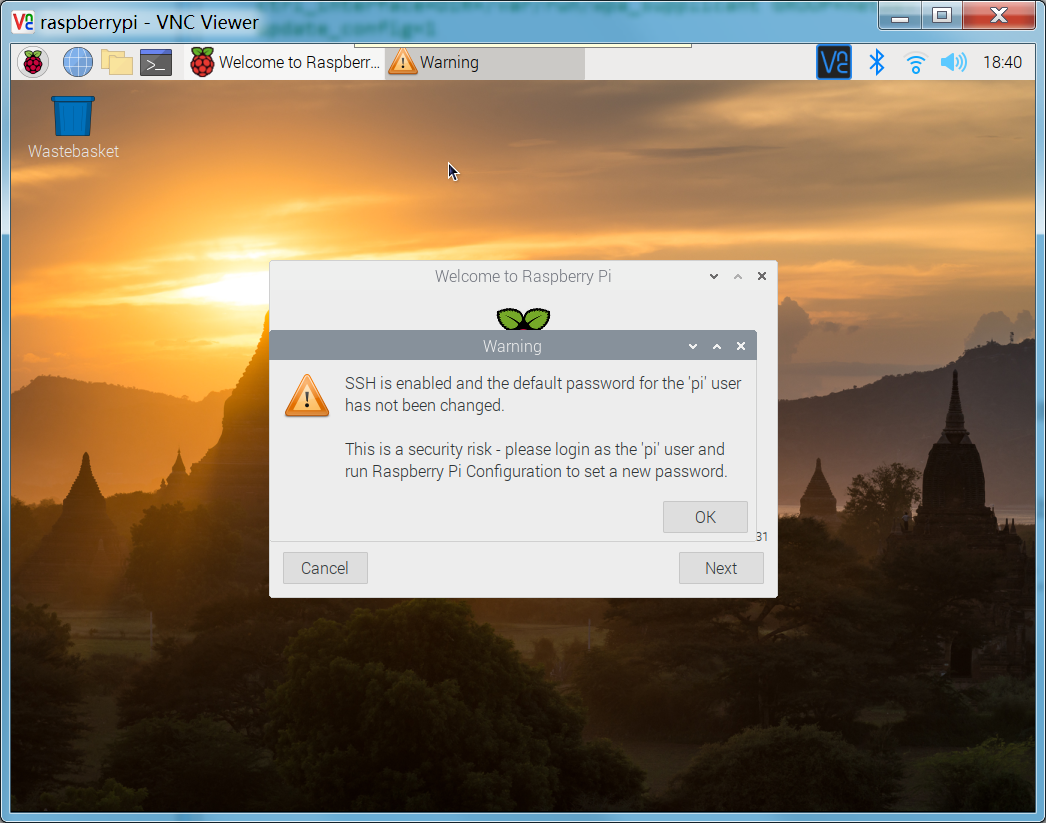 raspberrypi - VNC Viewer
update_config=1
Welcome to Raspberr...
Warning
18:40
Wastebasket
Welcome to Raspberry Pi
Warning
SSH is enabled and the default password for the 'pi' user
has not been changed.
This is a security risk - please login as the 'pi' user and
run Raspberry Pi Configuration to set a new password.
OK
31
Cancel
Next